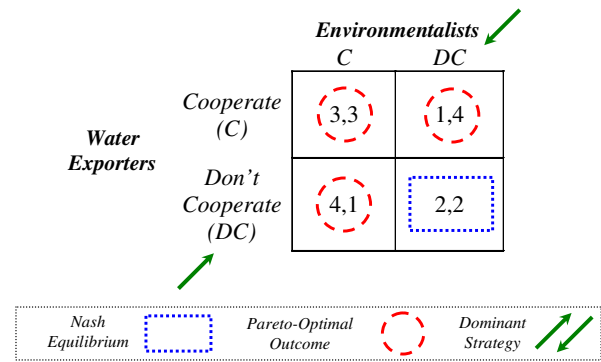 Environmentalists
C DC
Cooperate
(C)
3,3 1,4
Water
Exporters
Don't
Cooperate
(DC)
4,1 2,2
Nash
Equilibrium
Pareto-Optimal
Outcome
Dominant
Strategy